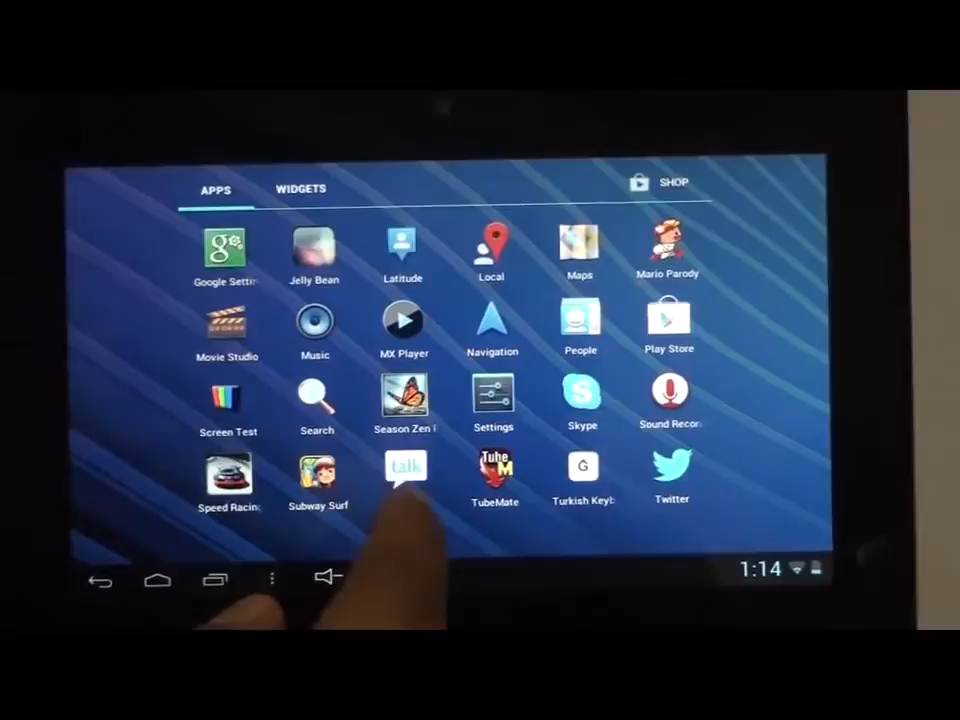 APPS WIDGETS SHOP
Google Settin Jelly Bean Latitude Local Maps Mario Parody
Movie Studio Music MX Player Navigation People Play Store
Screen Test Search Season Zen Settings Skype Sound Recor
talk Tube M G
Speed Racing Subway Surf TubeMate Turkish Keyb Twitter
1:14